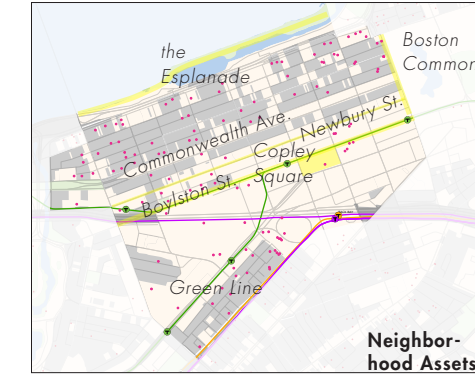 the
Esplanade
Boston
Common
Commonwealth Ave.
Newbury St.
Copley
Square
Boylston St.
Green Line
Neighbor-
hood Assets